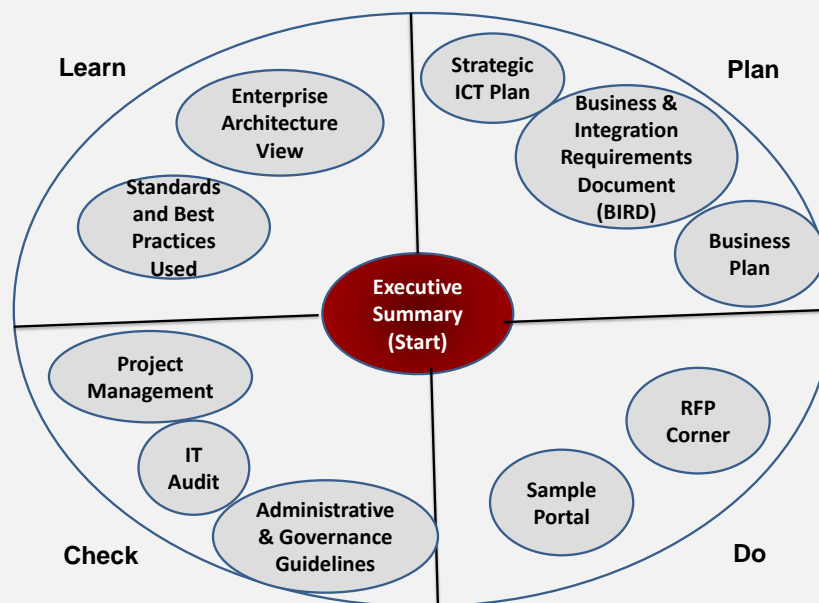 Learn
Enterprise
Architecture
View
Standards
and Best
Practices
Used
Plan
Strategic
ICT Plan
Business &
Integration
Requirements
Document
(BIRD)
Business
Plan
Executive
Summary
(Start)
Project
Management
IT
Audit
Administrative
& Governance
Guidelines
Check
RFP
Corner
Sample
Portal
Do